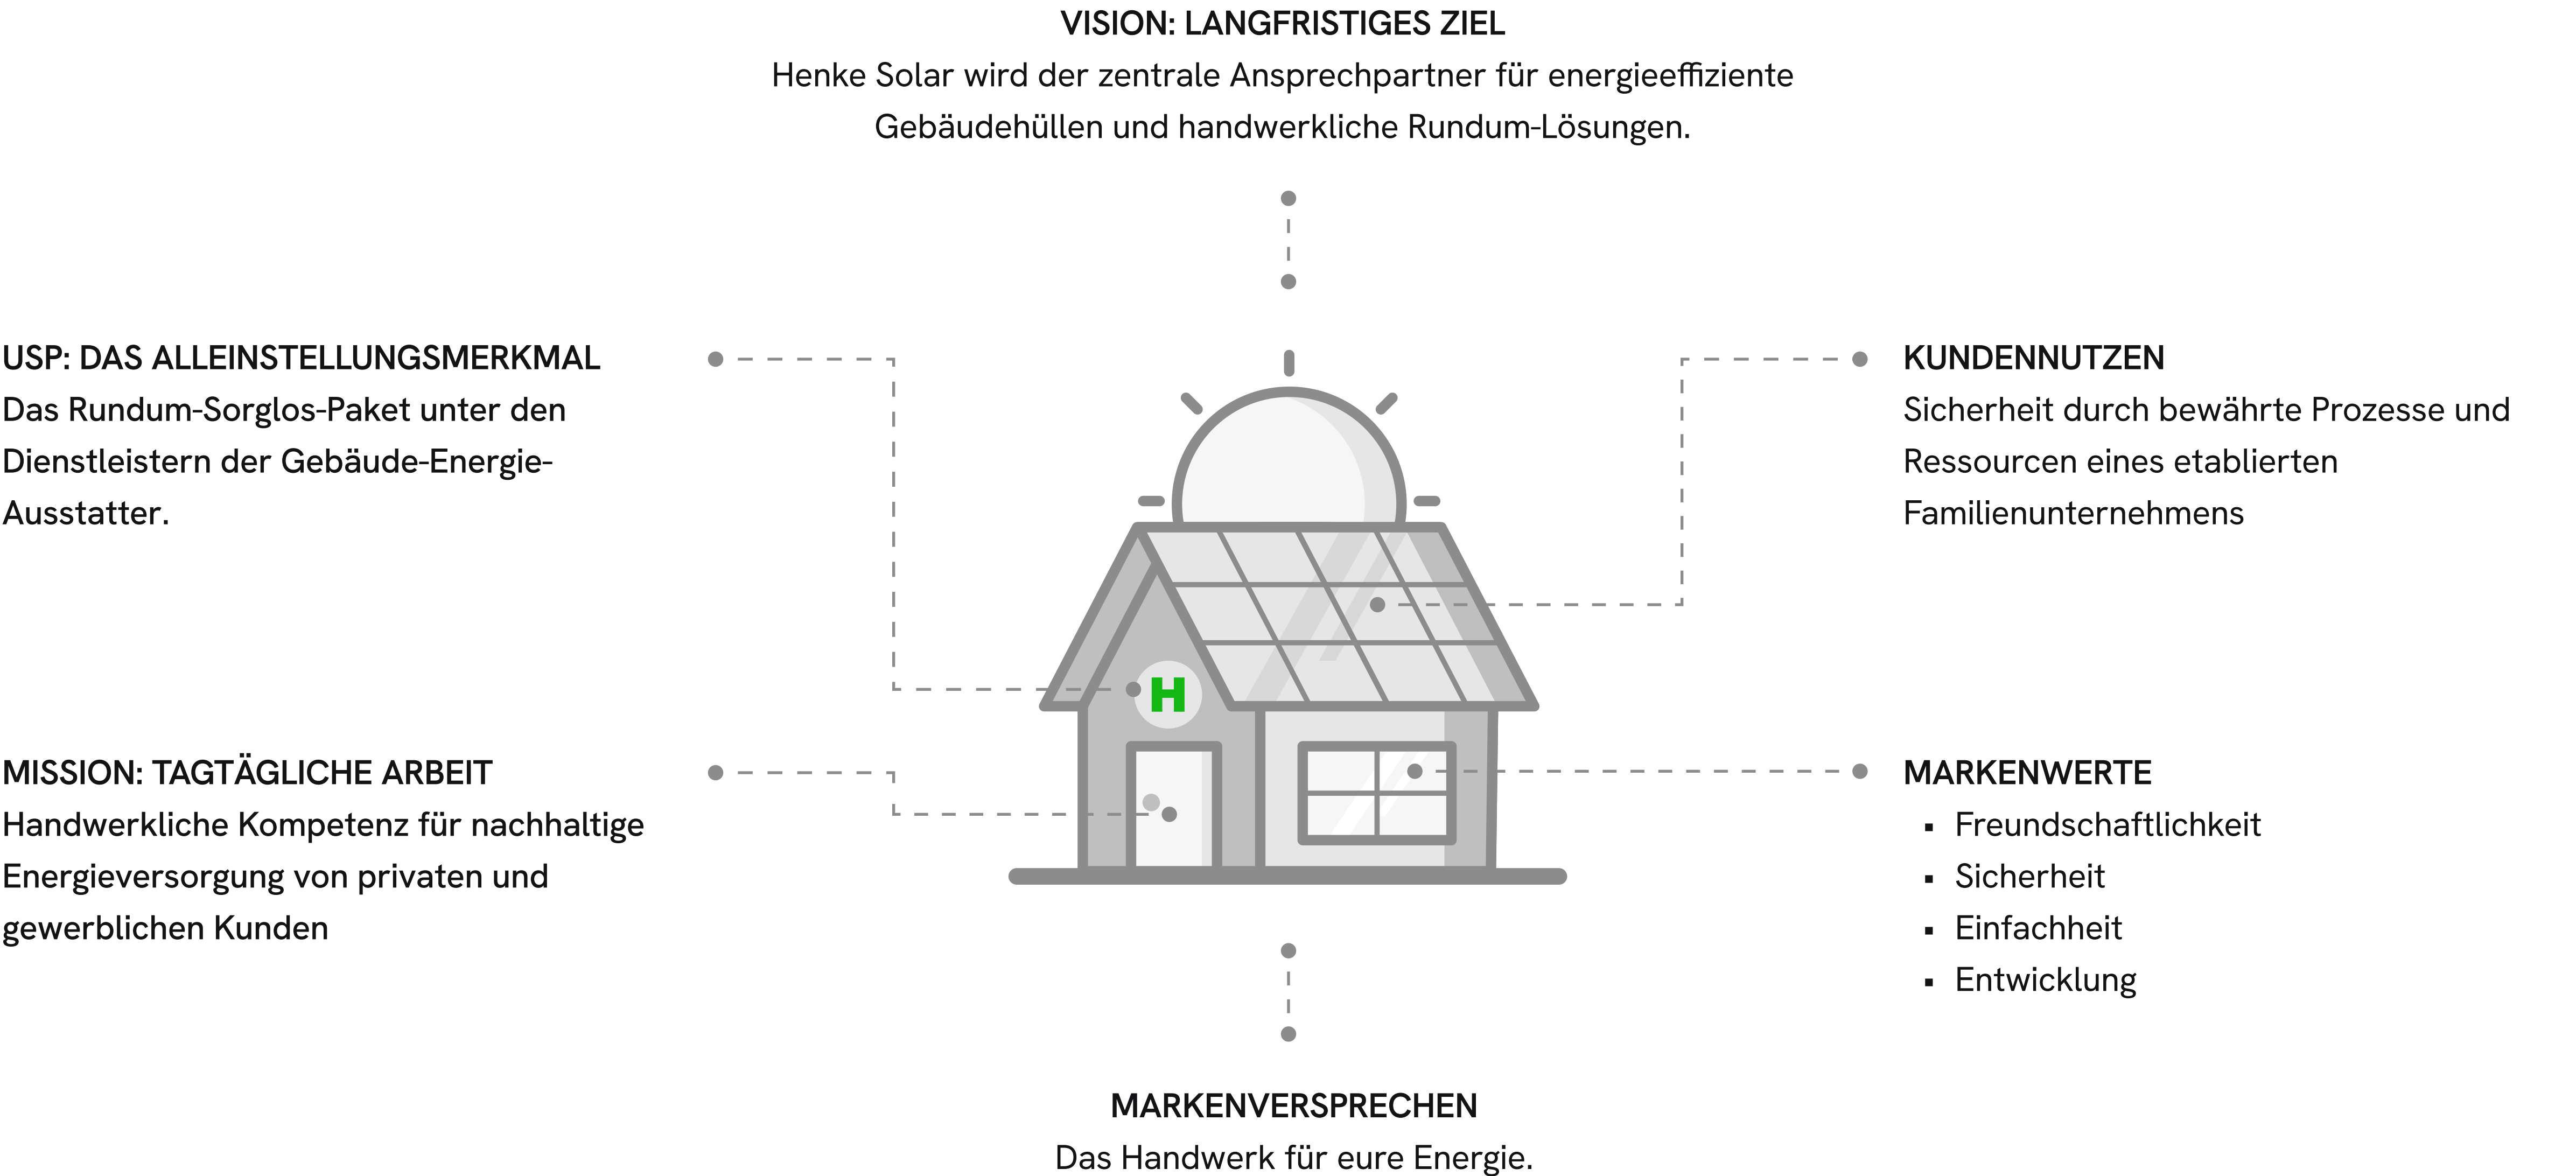 VISION: LANGFRISTIGES ZIEL
Henke Solar wird der zentrale Ansprechpartner für energieeffiziente
Gebäudehüllen und handwerkliche Rundum-Lösungen.
USP: DAS ALLEINSTELLUNGSMERKMAL
Das Rundum-Sorglos-Paket unter den
Dienstleistern der Gebäude-Energie-
Ausstatter.
KUNDENNUTZEN
Sicherheit durch bewährte Prozesse und
Ressourcen eines etablierten
Familienunternehmens
H
MISSION: TAGTÄGLICHE ARBEIT
Handwerkliche Kompetenz für nachhaltige
Energieversorgung von privaten und
gewerblichen Kunden
MARKENWERTE
▪ Freundschaftlichkeit
▪ Sicherheit
▪ Einfachheit
▪ Entwicklung
MARKENVERSPRECHEN
Das Handwerk für eure Energie.